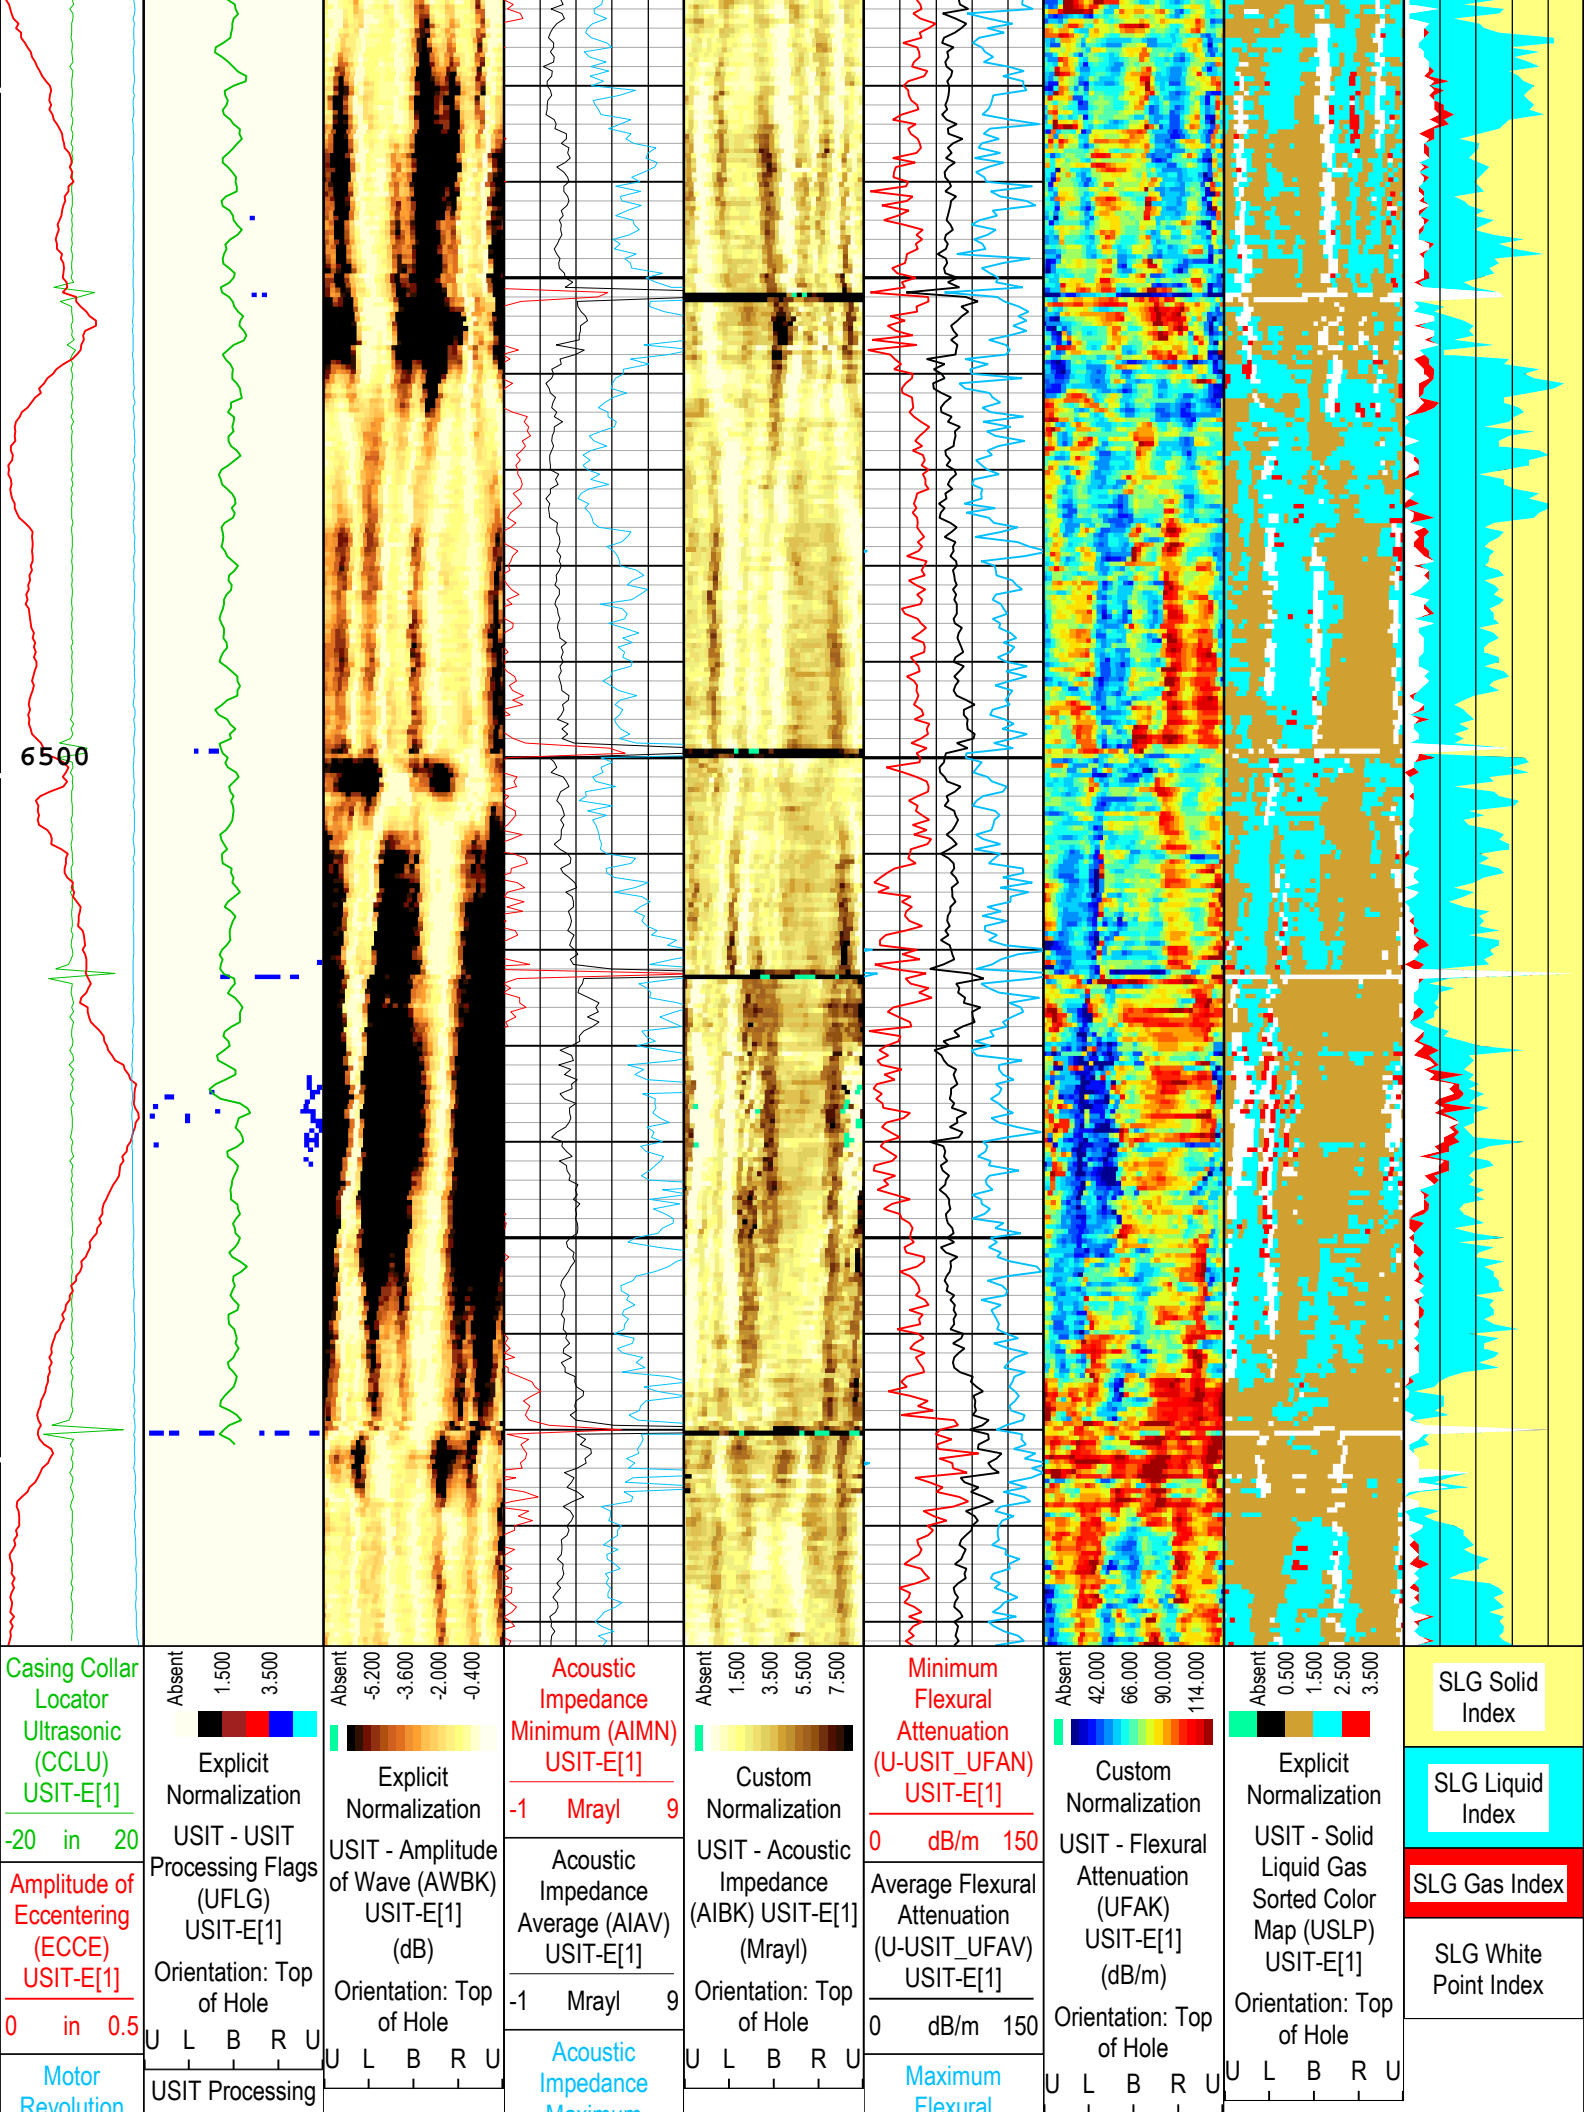 6500
Casing Collar
Locator
Ultrasonic
(CCLU)
USIT-E[1]
-20 in 20
Amplitude of
Eccentering
(ECCE)
USIT-E[1]
0 in 0.5
Motor
Revolution
Absent 1.500 3.500
Explicit
Normalization
USIT - USIT
Processing Flags
(UFLG)
USIT-E[1]
Orientation: Top
of Hole
U L B R U
USIT Processing
Absent -5.200 -3.600 -2.000 -0.400
Explicit
Normalization
USIT - Amplitude
of Wave (AWBK)
USIT-E[1]
(dB)
Orientation: Top
of Hole
U L B R U
Acoustic
Impedance
Minimum (AIMN)
USIT-E[1]
-1 Mrayl 9
Acoustic
Impedance
Average (AIAV)
USIT-E[1]
-1 Mrayl 9
Acoustic
Impedance
Maximum
Absent 1.500 3.500 5.500 7.500
Custom
Normalization
USIT - Acoustic
Impedance
(AIBK) USIT-E[1]
(Mrayl)
Orientation: Top
of Hole
U L B R U
Minimum
Flexural
Attenuation
(U-USIT_UFAN)
USIT-E[1]
0 dB/m 150
Average Flexural
Attenuation
(U-USIT_UFAV)
USIT-E[1]
0 dB/m 150
Maximum
Flexural
Absent 42.000 66.000 90.000 114.000
Custom
Normalization
USIT - Flexural
Attenuation
(UFAK)
USIT-E[1]
(dB/m)
Orientation: Top
of Hole
U L B R U
Absent 0.500 1.500 2.500 3.500
Explicit
Normalization
USIT - Solid
Liquid Gas
Sorted Color
Map (USLP)
USIT-E[1]
Orientation: Top
of Hole
U L B R U
SLG Solid
Index
SLG Liquid
Index
SLG Gas Index
SLG White
Point Index